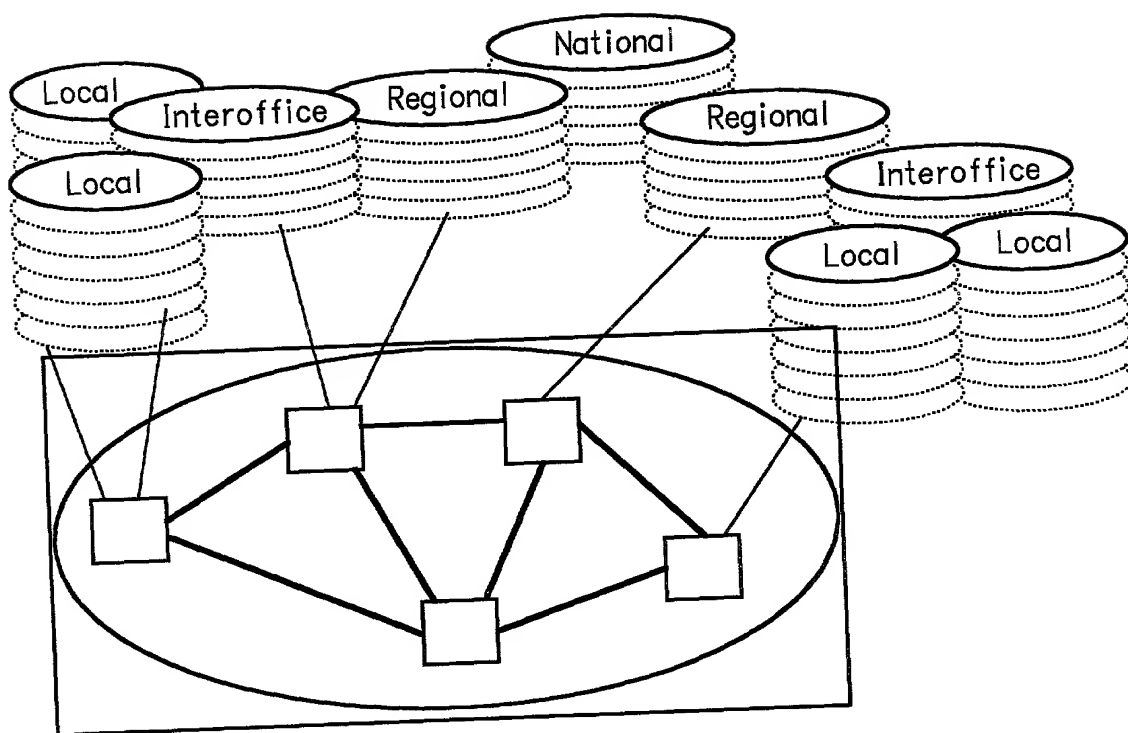 National
Local
Interoffice
Regional
Regional
Local
Interoffice
Local
Local